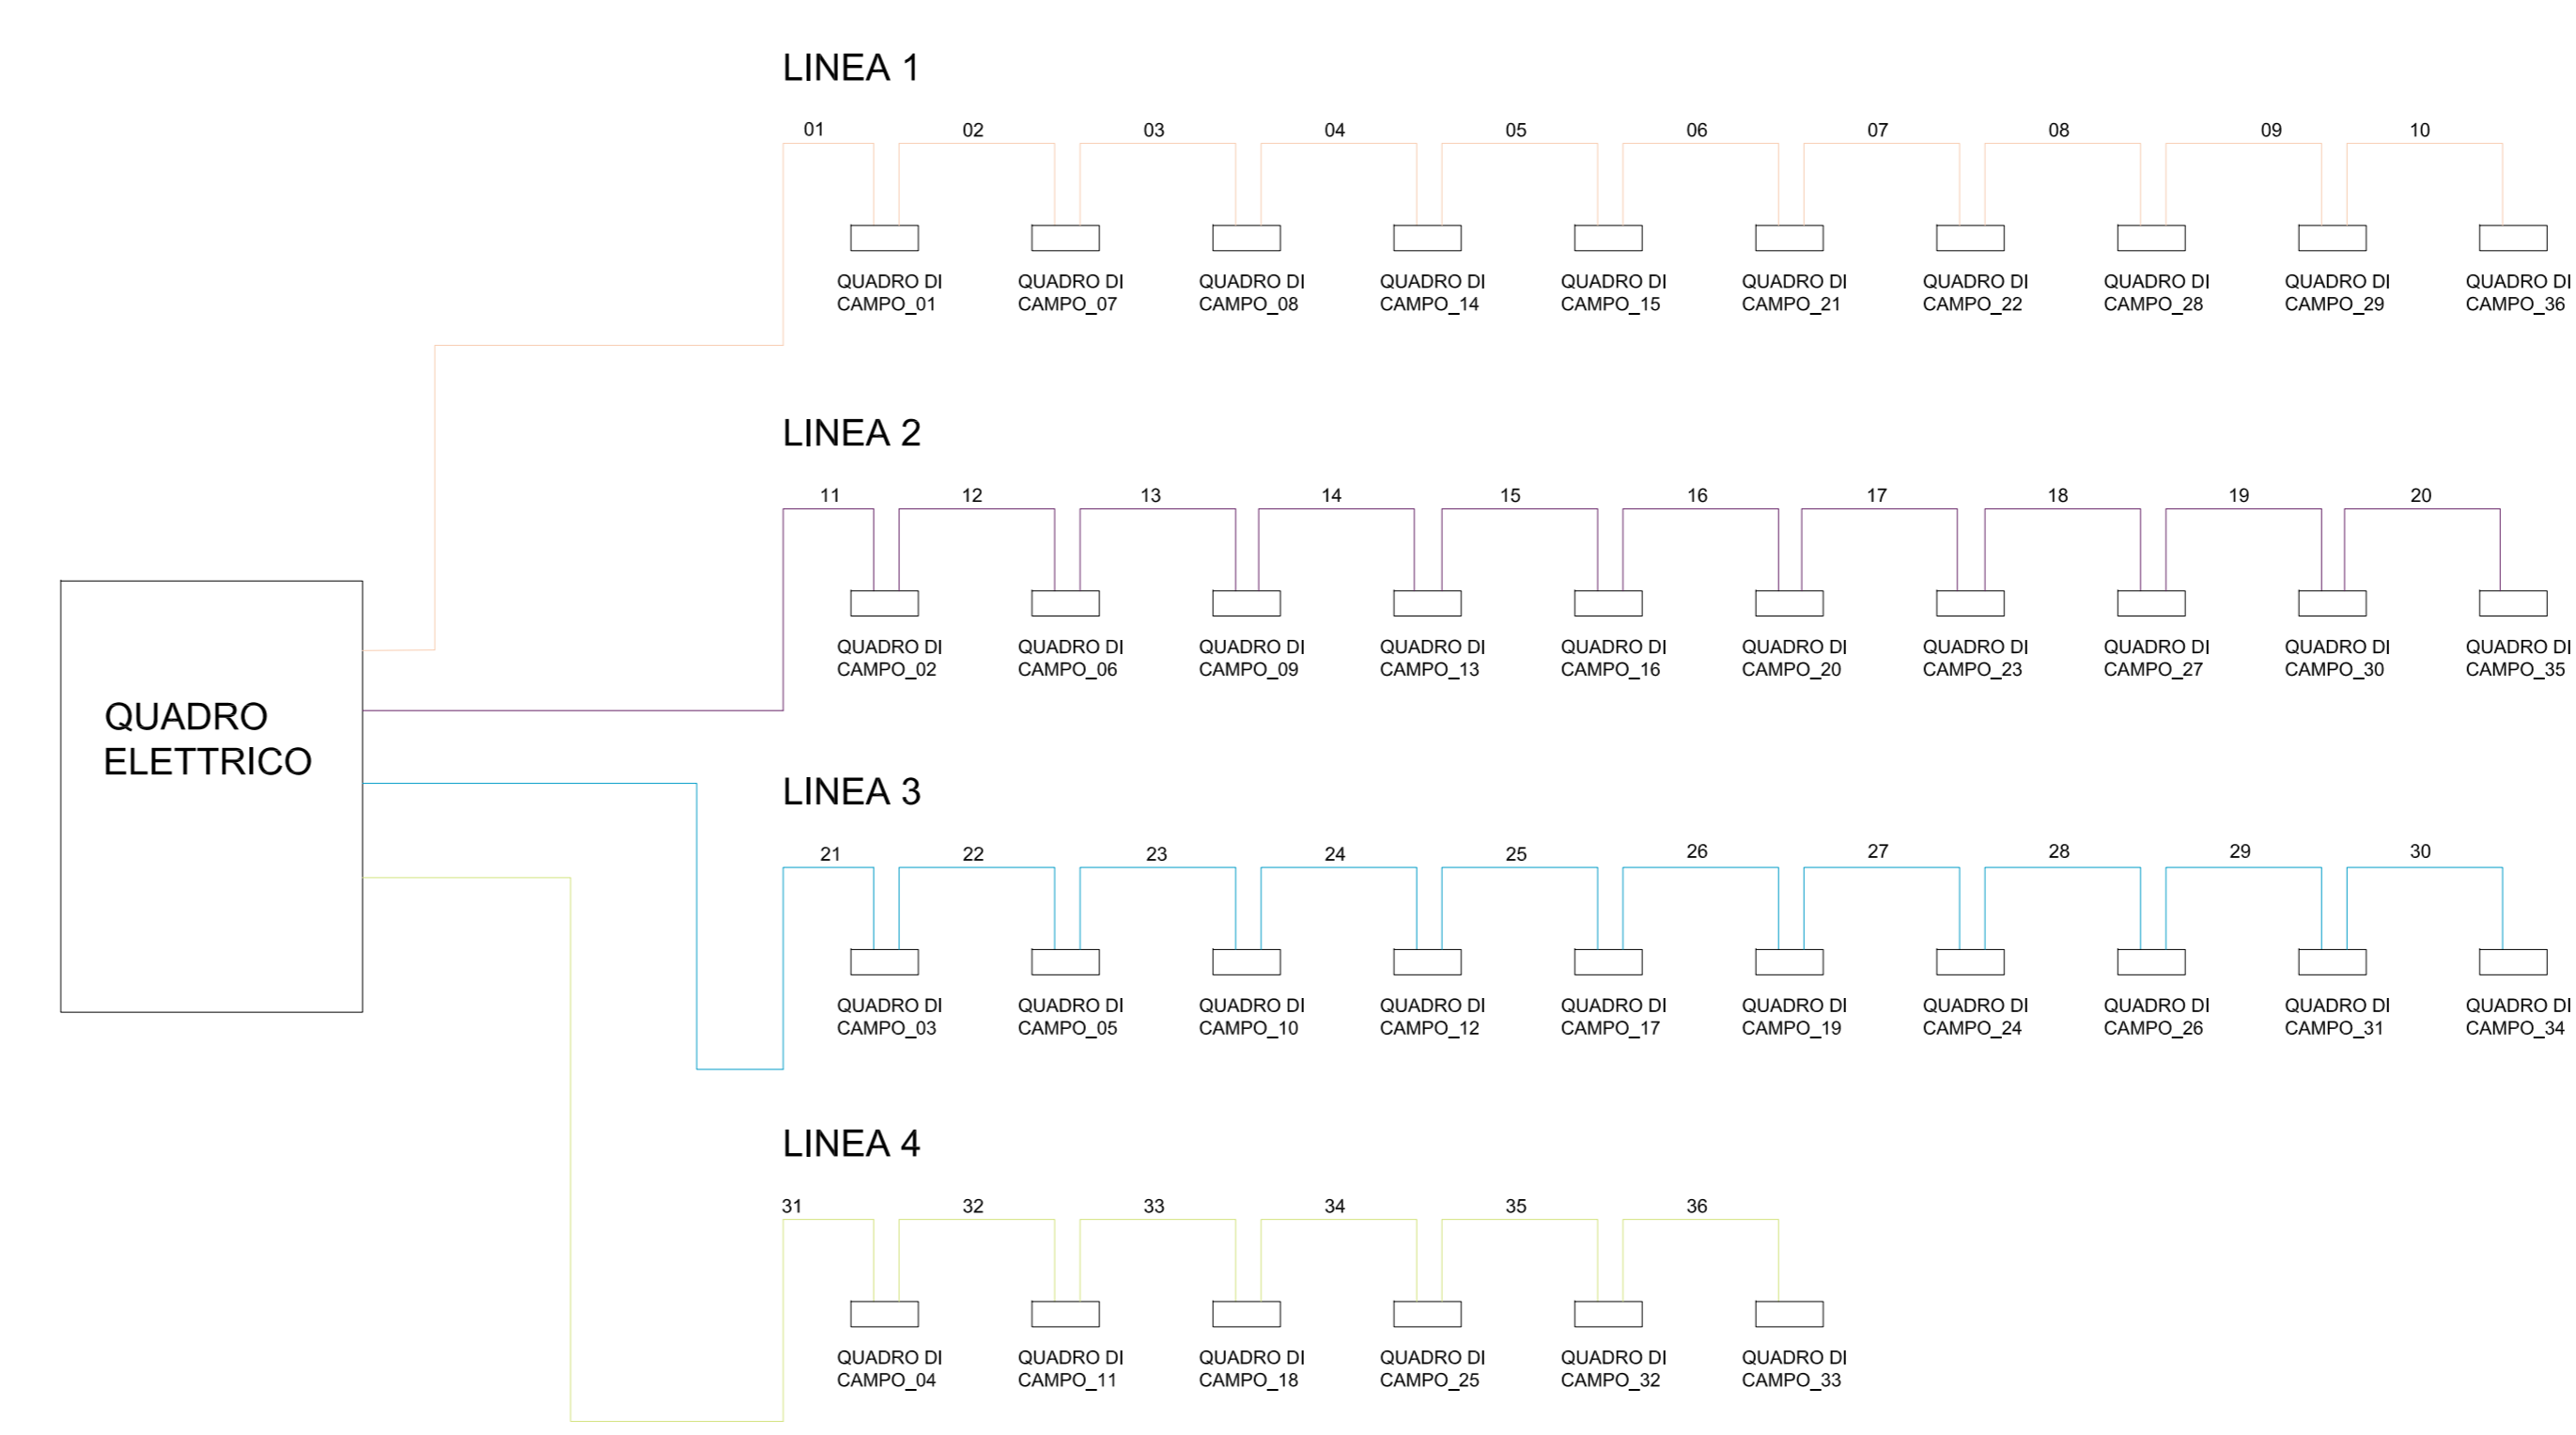 LINEA 1
01 02 03 04 05 06 07 08 09 10
QUADRO DI QUADRO DI QUADRO DI QUADRO DI QUADRO DI QUADRO DI QUADRO DI QUADRO DI QUADRO DI QUADRO DI
CAMPO_01 CAMPO_07 CAMPO_08 CAMPO_14 CAMPO_15 CAMPO_21 CAMPO_22 CAMPO_28 CAMPO_29 CAMPO_36
LINEA 2
11 12 13 14 15 16 17 18 19 20
QUADRO DI QUADRO DI QUADRO DI QUADRO DI QUADRO DI QUADRO DI QUADRO DI QUADRO DI QUADRO DI QUADRO DI
CAMPO_02 CAMPO_06 CAMPO_09 CAMPO_13 CAMPO_16 CAMPO_20 CAMPO_23 CAMPO_27 CAMPO_30 CAMPO_35
QUADRO
ELETTRICO
LINEA 3
21 22 23 24 25 26 27 28 29 30
QUADRO DI QUADRO DI QUADRO DI QUADRO DI QUADRO DI QUADRO DI QUADRO DI QUADRO DI QUADRO DI QUADRO DI
CAMPO_03 CAMPO_05 CAMPO_10 CAMPO_12 CAMPO_17 CAMPO_19 CAMPO_24 CAMPO_26 CAMPO_31 CAMPO_34
LINEA 4
31 32 33 34 35 36
QUADRO DI QUADRO DI QUADRO DI QUADRO DI QUADRO DI QUADRO DI
CAMPO_04 CAMPO_11 CAMPO_18 CAMPO_25 CAMPO_32 CAMPO_33